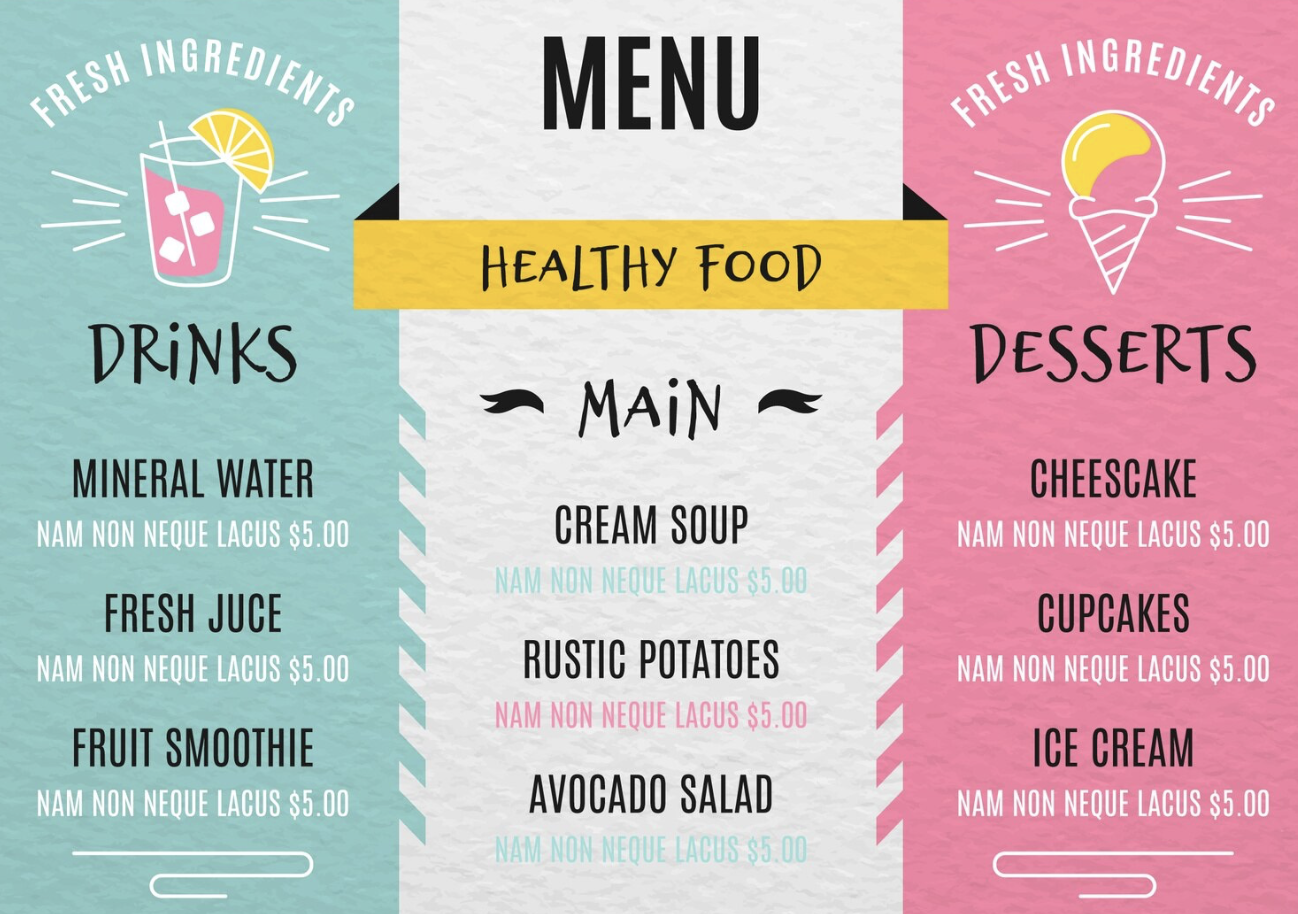 FRESH INGREDIENTS
DRiNKS
MINERAL WATER
NAM NON NEQUE LACUS $5.00
FRESH JUCE
NAM NON NEQUE LACUS $5.00
FRUIT SMOOTHIE
NAM NON NEQUE LACUS $5.00
MENU
HEALTHY FOOD
MAiN
CREAM SOUP
NAM NON NEQUE LACUS $5.00
RUSTIC POTATOES
NAM NON NEQUE LACUS $5.00
AVOCADO SALAD
NAM NON NEQUE LACUS $5.00
FRESH INGREDIENTS
DESSERTS
CHEESCAKE
NAM NON NEQUE LACUS $5.00
CUPCAKES
NAM NON NEQUE LACUS $5.00
ICE CREAM
NAM NON NEQUE LACUS $5.00